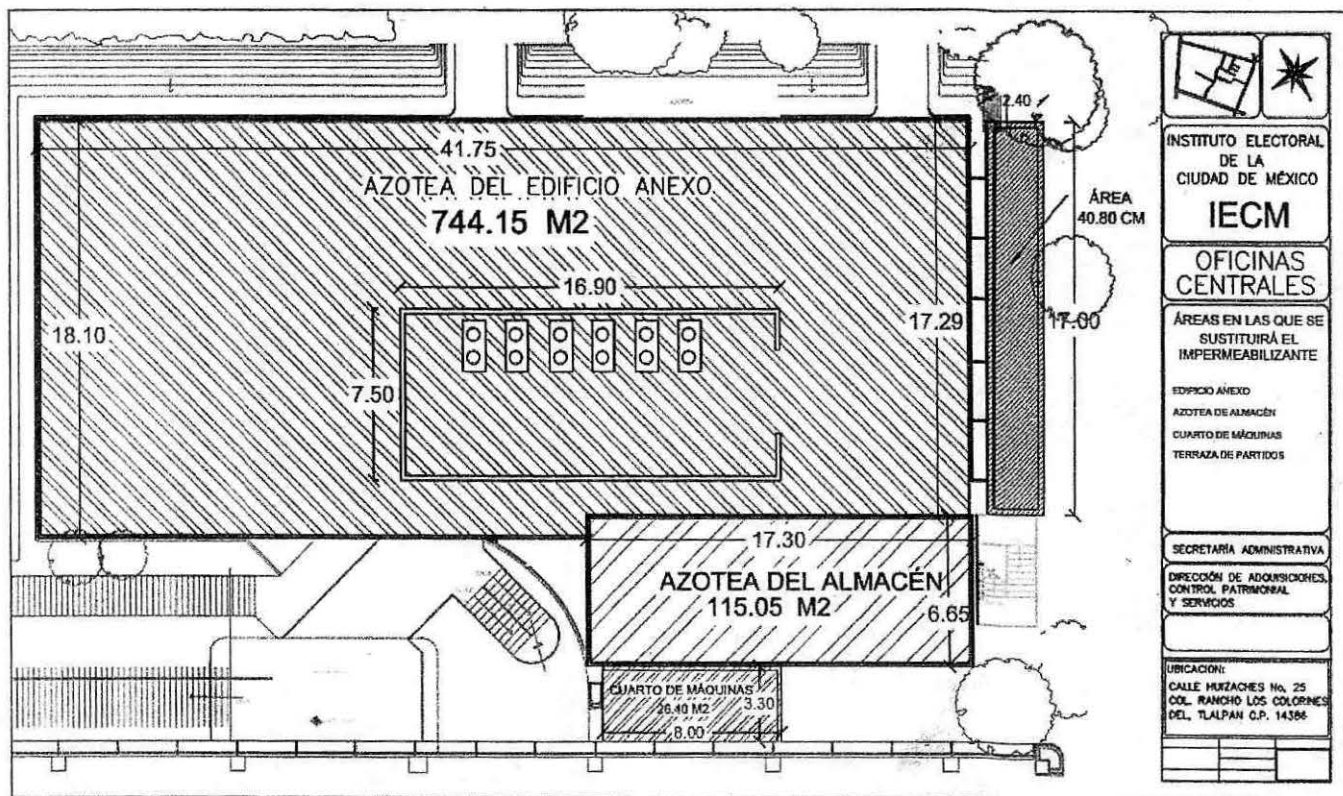 41.75
AZOTEA DEL EDIFICIO ANEXO
744.15 M2
16.90
18.10
7.50
17.29
2.40
ÁREA
40.80 CM
17.00
17.30
AZOTEA DEL ALMACÉN
115.05 M2
6.65
CUARTO DE MÁQUINAS
26.40 M2
3.30
8.00
INSTITUTO ELECTORAL
DE LA
CIUDAD DE MÉXICO
IECM
OFICINAS
CENTRALES
ÁREAS EN LAS QUE SE
SUSTITUIRÁ EL
IMPERMEABILIZANTE
EDIFICIO ANEXO
AZOTEA DE ALMACÉN
CUARTO DE MÁQUINAS
TERRAZA DE PARTIDOS
SECRETARÍA ADMINISTRATIVA
DIRECCIÓN DE ADQUISICIONES,
CONTROL PATRIMONIAL
Y SERVICIOS
UBICACIÓN:
CALLE HUIZACHES No. 25
COL. RANCHO LOS COLORINES
DEL. TLALPAN C.P. 14386